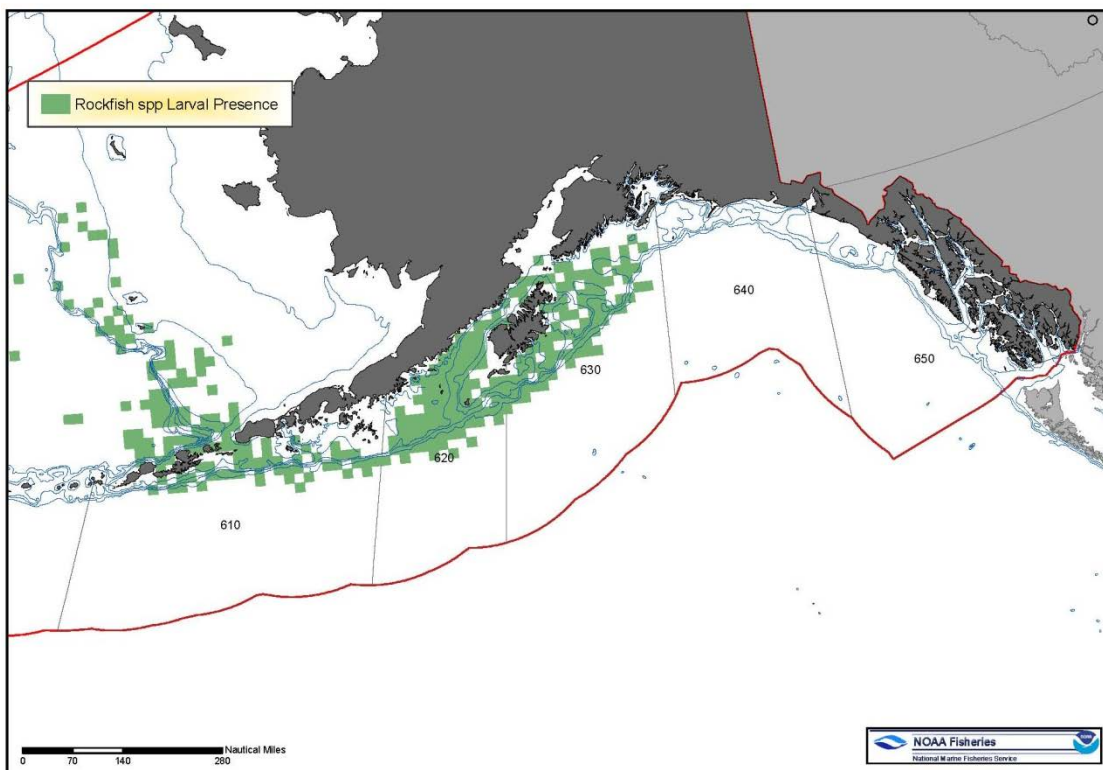 Rockfish spp Larval Presence
640
650
630
620
610
Nautical Miles
0 70 140 280
NOAA Fisheries
National Marine Fisheries Service